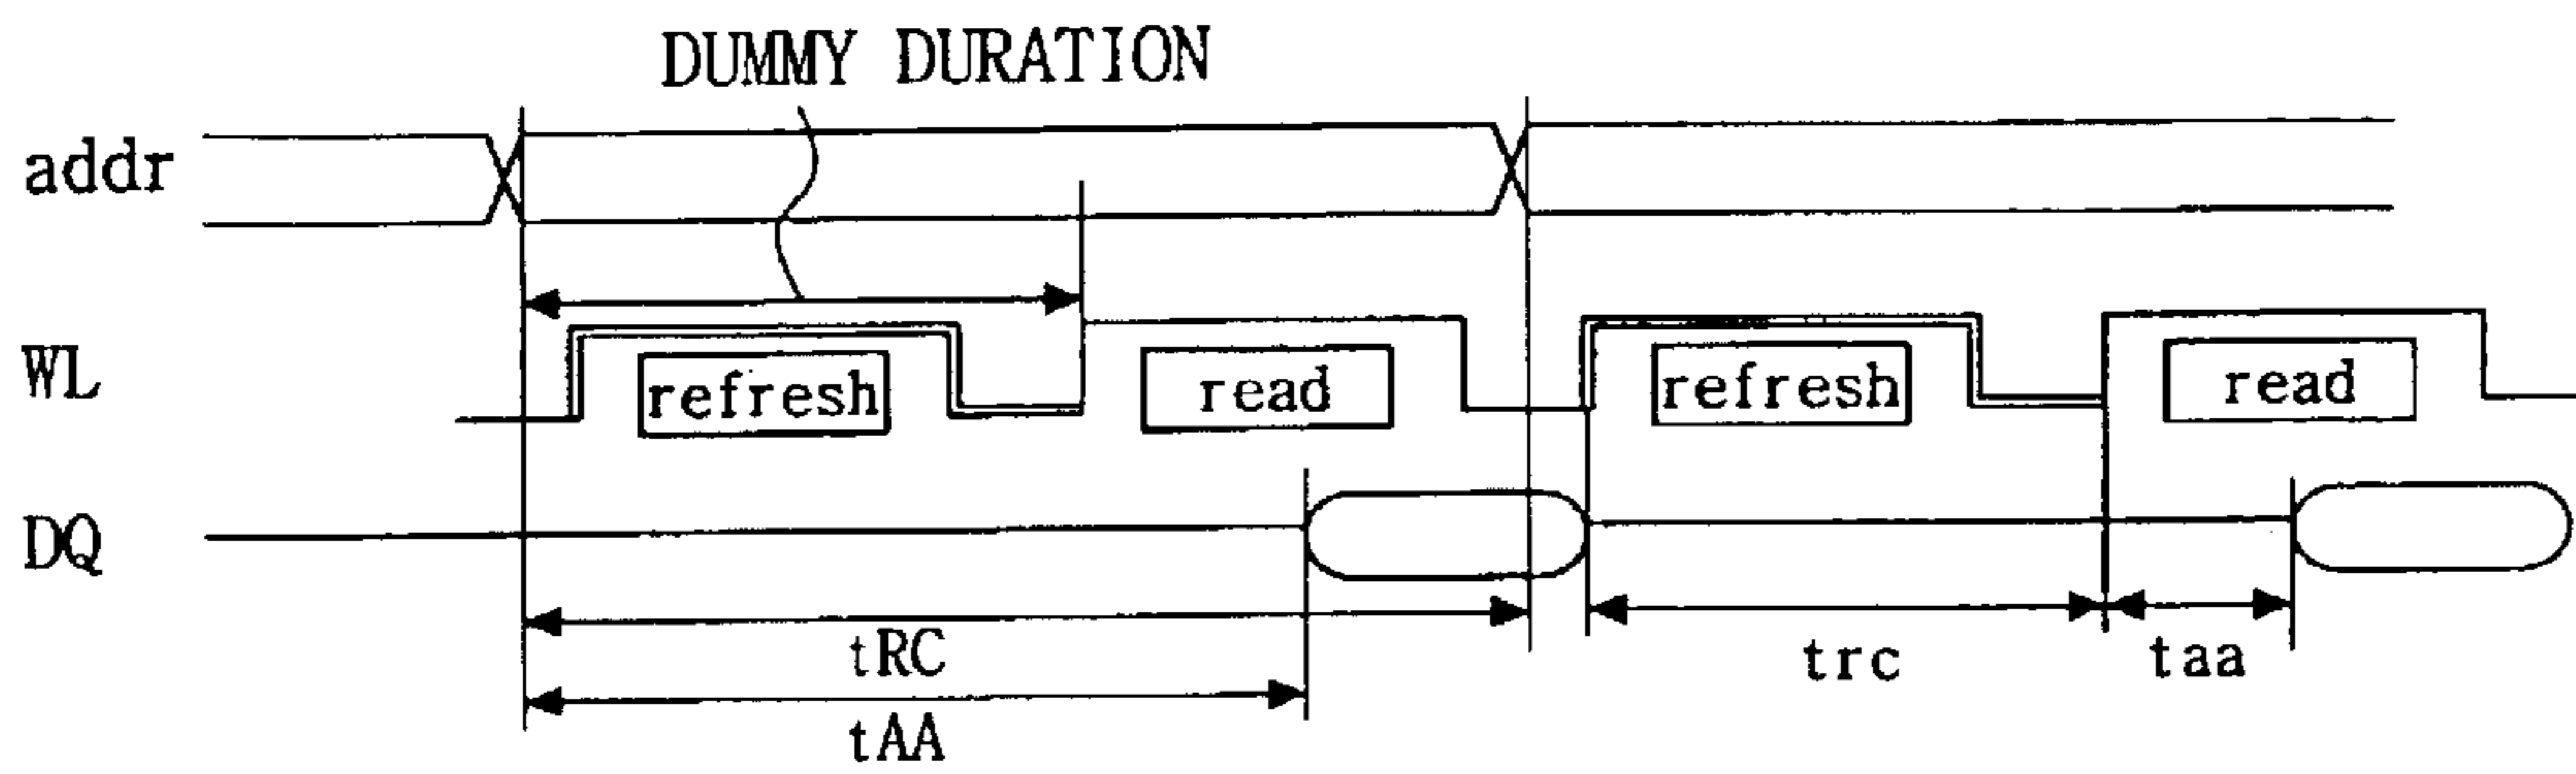 DUMMY DURATION
addr
WL
refresh
read
refresh
read
DQ
tRC
trc
taa
tAA